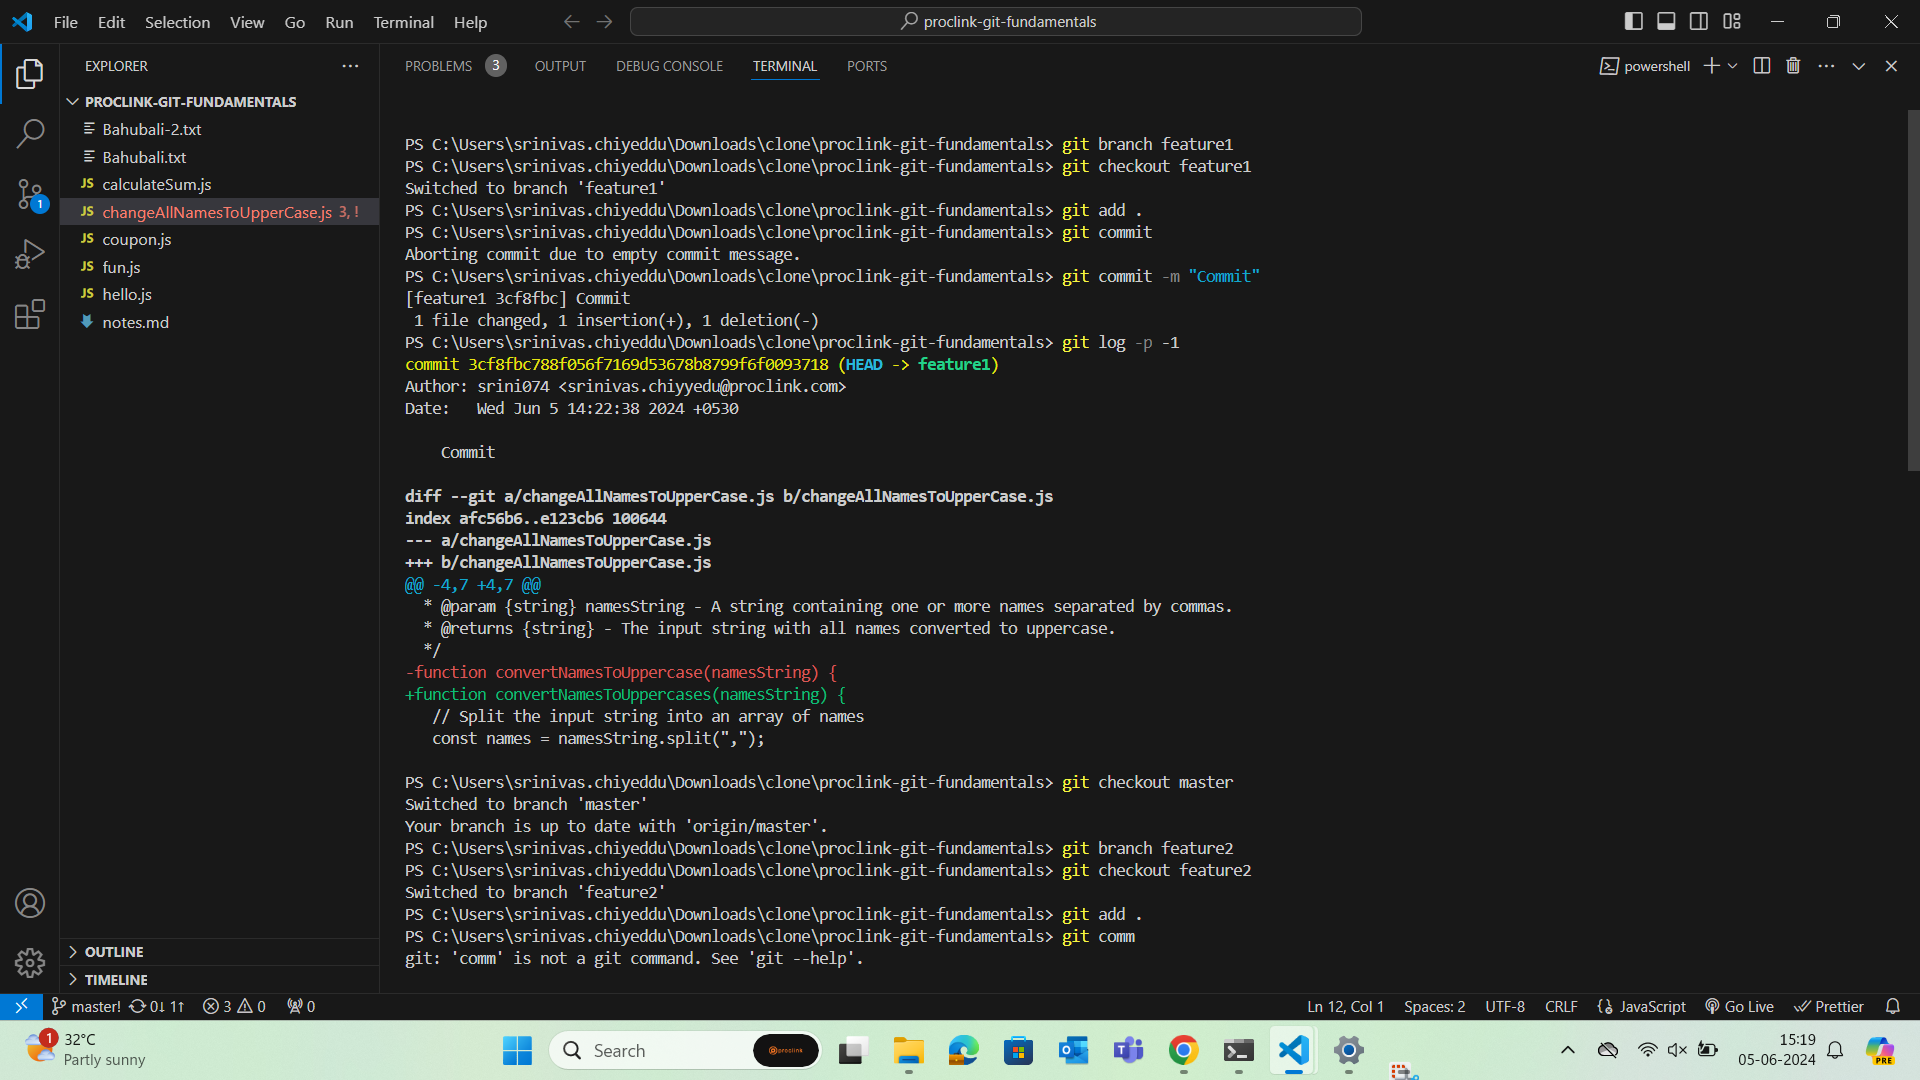 File Edit Selection View Go Run Terminal Help
proclink-git-fundamentals
EXPLORER
PROBLEMS 3 OUTPUT DEBUG CONSOLE TERMINAL PORTS
powershell
PROCLINK-GIT-FUNDAMENTALS
Bahubali-2.txt
Bahubali.txt
JS calculateSum.js
JS changeAllNamesToUpperCase.js 3, !
JS coupon.js
JS fun.js
JS hello.js
notes.md
1
OUTLINE
TIMELINE
PS C:\Users\srinivas.chiyeddu\Downloads\clone\proclink-git-fundamentals> git branch feature1
PS C:\Users\srinivas.chiyeddu\Downloads\clone\proclink-git-fundamentals> git checkout feature1
Switched to branch 'feature1'
PS C:\Users\srinivas.chiyeddu\Downloads\clone\proclink-git-fundamentals> git add .
PS C:\Users\srinivas.chiyeddu\Downloads\clone\proclink-git-fundamentals> git commit
Aborting commit due to empty commit message.
PS C:\Users\srinivas.chiyeddu\Downloads\clone\proclink-git-fundamentals> git commit -m "Commit"
[feature1 3cf8fbc] Commit
1 file changed, 1 insertion(+), 1 deletion(-)
PS C:\Users\srinivas.chiyeddu\Downloads\clone\proclink-git-fundamentals> git log -p -1
commit 3cf8fbc788f056f7169d53678b8799f6f0093718 (HEAD -> feature1)
Author: srini074 <srinivas.chiyyedu@proclink.com>
Date:   Wed Jun 5 14:22:38 2024 +0530
Commit
diff --git a/changeAllNamesToUpperCase.js b/changeAllNamesToUpperCase.js
index afc56b6..e123cb6 100644
--- a/changeAllNamesToUpperCase.js
+++ b/changeAllNamesToUpperCase.js
@@ -4,7 +4,7 @@
* @param {string} namesString - A string containing one or more names separated by commas.
* @returns {string} - The input string with all names converted to uppercase.
*/
-function convertNamesToUppercase(namesString) {
+function convertNamesToUppercases(namesString) {
// Split the input string into an array of names
const names = namesString.split(",");
PS C:\Users\srinivas.chiyeddu\Downloads\clone\proclink-git-fundamentals> git checkout master
Switched to branch 'master'
Your branch is up to date with 'origin/master'.
PS C:\Users\srinivas.chiyeddu\Downloads\clone\proclink-git-fundamentals> git branch feature2
PS C:\Users\srinivas.chiyeddu\Downloads\clone\proclink-git-fundamentals> git checkout feature2
Switched to branch 'feature2'
PS C:\Users\srinivas.chiyeddu\Downloads\clone\proclink-git-fundamentals> git add .
PS C:\Users\srinivas.chiyeddu\Downloads\clone\proclink-git-fundamentals> git comm
git: 'comm' is not a git command. See 'git --help'.
master! 0↓ 1↑ 3 0 0
Ln 12, Col 1 Spaces: 2 UTF-8 CRLF {} JavaScript Go Live Prettier
1 32°C
Partly sunny
Search
proclink
15:19
05-06-2024
PRE